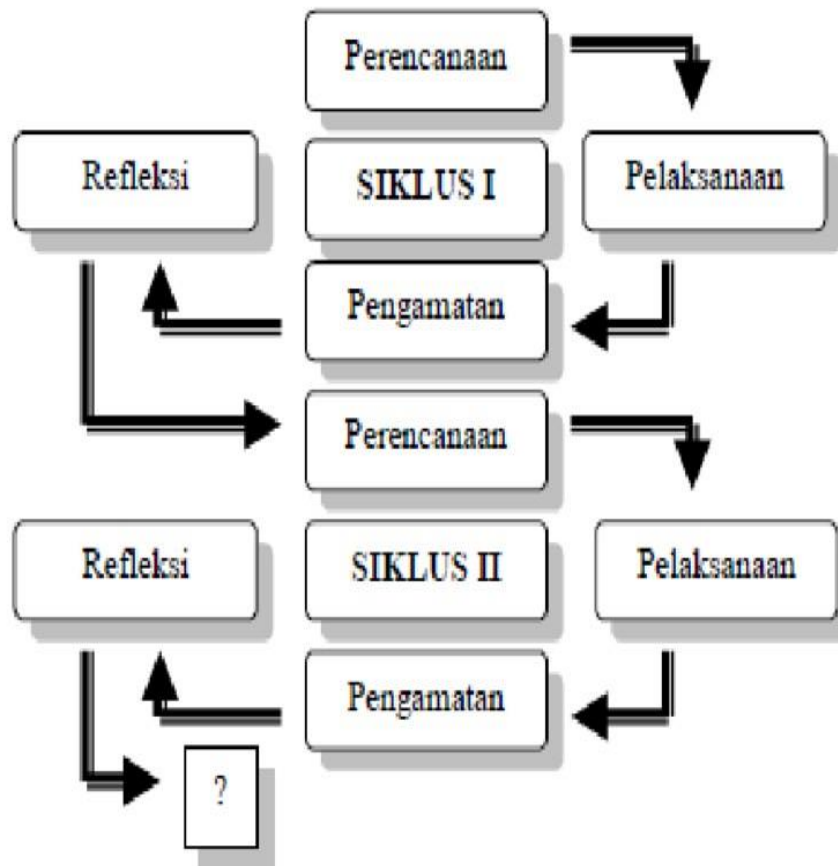 Perencanaan
Refleksi
SIKLUS I
Pelaksanaan
Pengamatan
Perencanaan
Refleksi
SIKLUS II
Pelaksanaan
Pengamatan
?